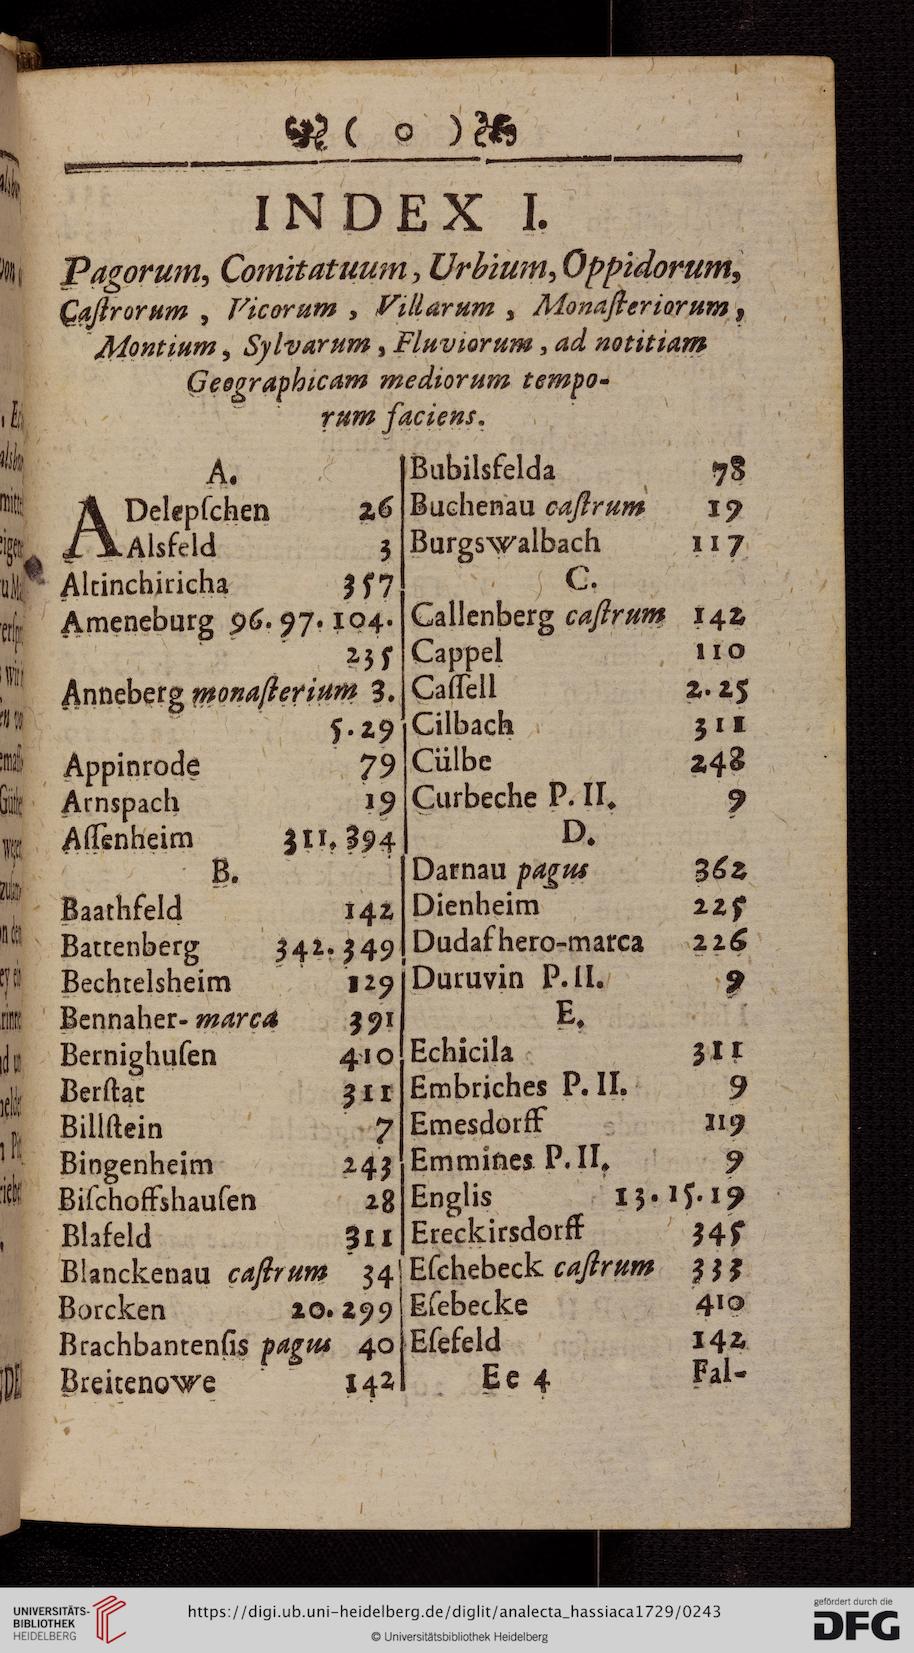 ( o )
INDEX I.
Pagorum, Comitatuum, Urbium, Oppidorum,
Caſtrorum , Vicorum , Villarum , Monaſteriorum,
Montium, Sylvarum, Fluviorum, ad notitiam
Geographicam mediorum tempo-
rum faciens.
A.
ADelepſchen 26
Alsfeld 3
Altinchiricha 357
Ameneburg 96. 97. 104.
235
Anneberg monaſterium 3.
5. 29
Appinrode 79
Arnspach 19
Aſſenheim 311. 394
B.
Baathfeld 142
Battenberg 342. 349
Bechtelsheim 129
Bennaher-marca 391
Bernighuſen 410
Berſtat 311
Billſtein 7
Bingenheim 243
Biſchoffshauſen 28
Blafeld 311
Blanckenau caſtrum 34
Borcken 20. 299
Brachbantenſis pagus 40
Breitenowe 142
Bubilsfelda 78
Buchenau caſtrum 19
Burgswalbach 117
C.
Callenberg caſtrum 142
Cappel 110
Caſſell 2. 25
Cilbach 311
Cülbe 248
Curbeche P. II. 9
D.
Darnau pagus 362
Dienheim 225
Dudafhero-marca 226
Duruvin P. II. 9
E.
Echicila 311
Embriches P. II. 9
Emesdorff 119
Emmines P. II. 9
Englis 13. 15. 19
Ereckirsdorff 345
Eſchebeck caſtrum 333
Eſebecke 410
Eſefeld 142
Ee 4 Fal-
UNIVERSITÄTS-
BIBLIOTHEK
HEIDELBERG
https://digi.ub.uni-heidelberg.de/diglit/analecta_hassiaca1729/0243
© Universitätsbibliothek Heidelberg
gefördert durch die
DFG